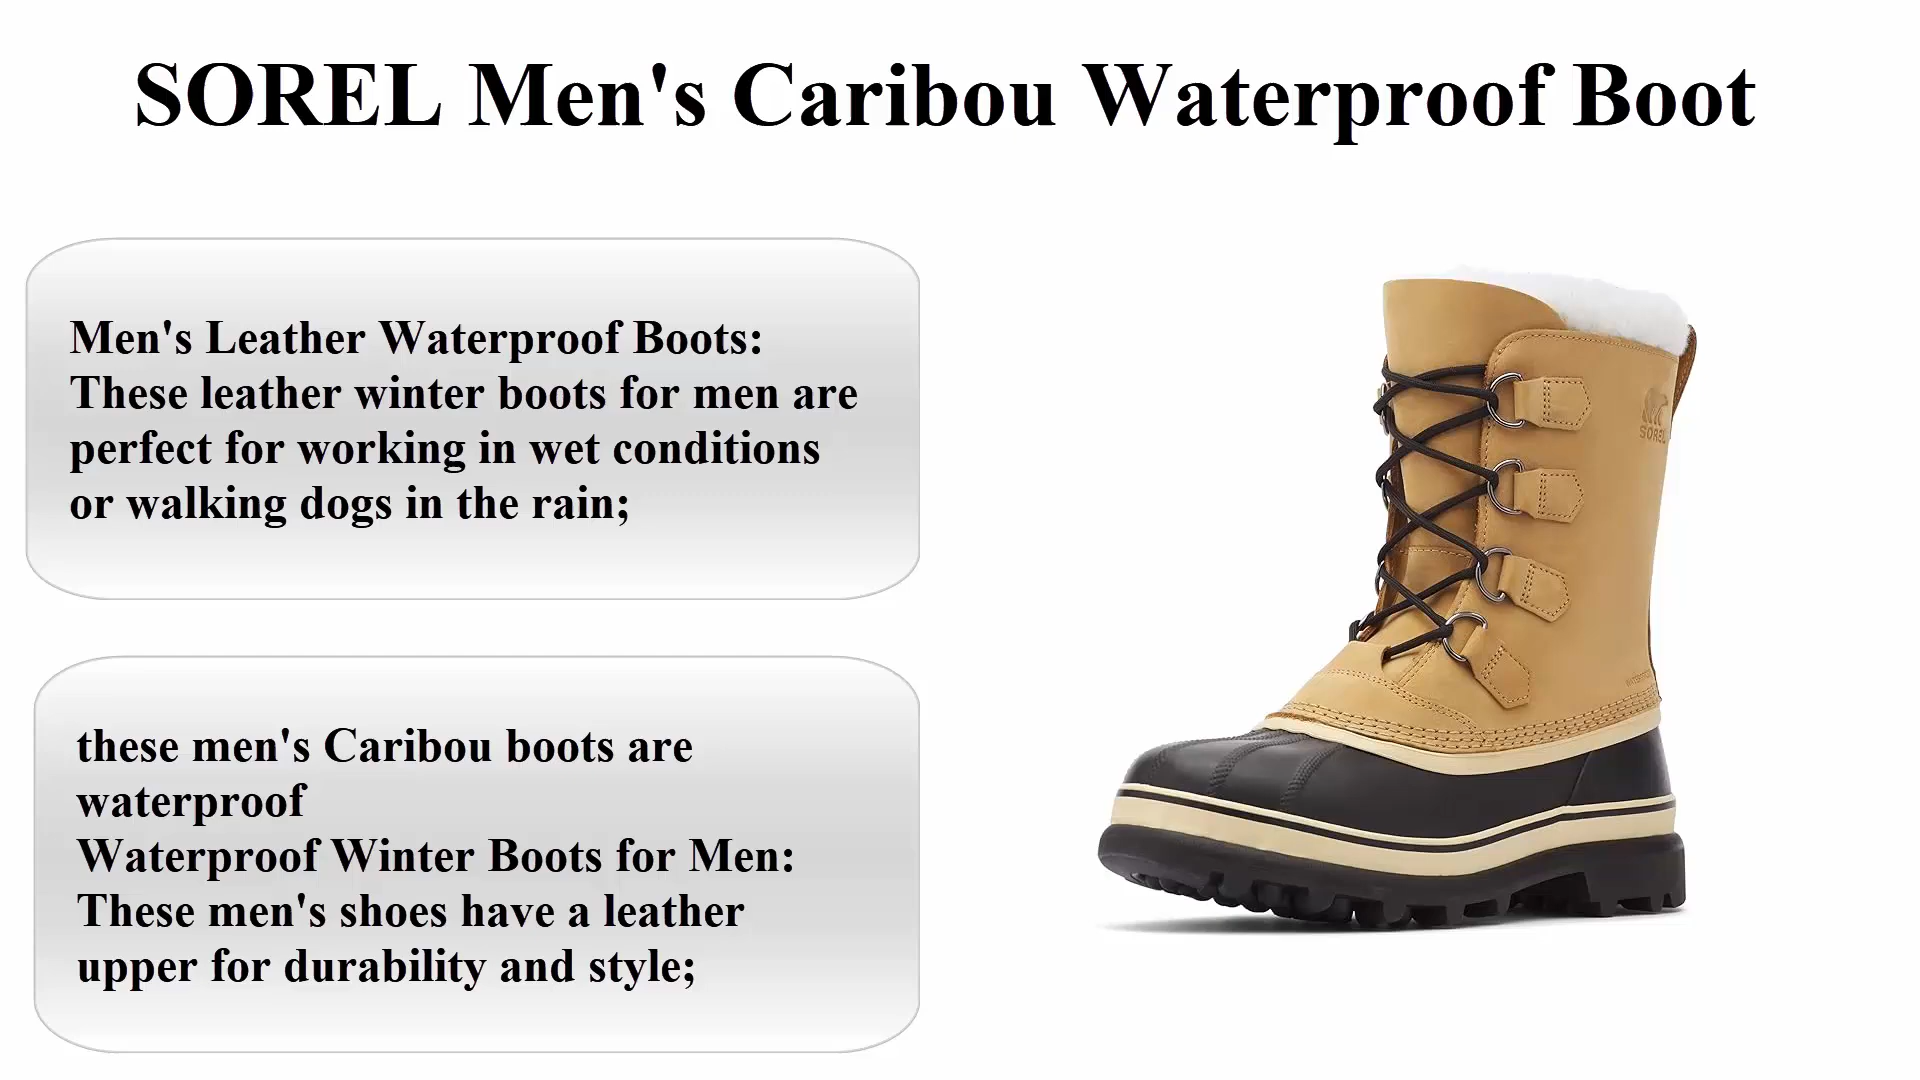 SOREL Men's Caribou Waterproof Boot
Men's Leather Waterproof Boots:
These leather winter boots for men are
perfect for working in wet conditions
or walking dogs in the rain;
these men's Caribou boots are
waterproof
Waterproof Winter Boots for Men:
These men's shoes have a leather
upper for durability and style;
SOREL